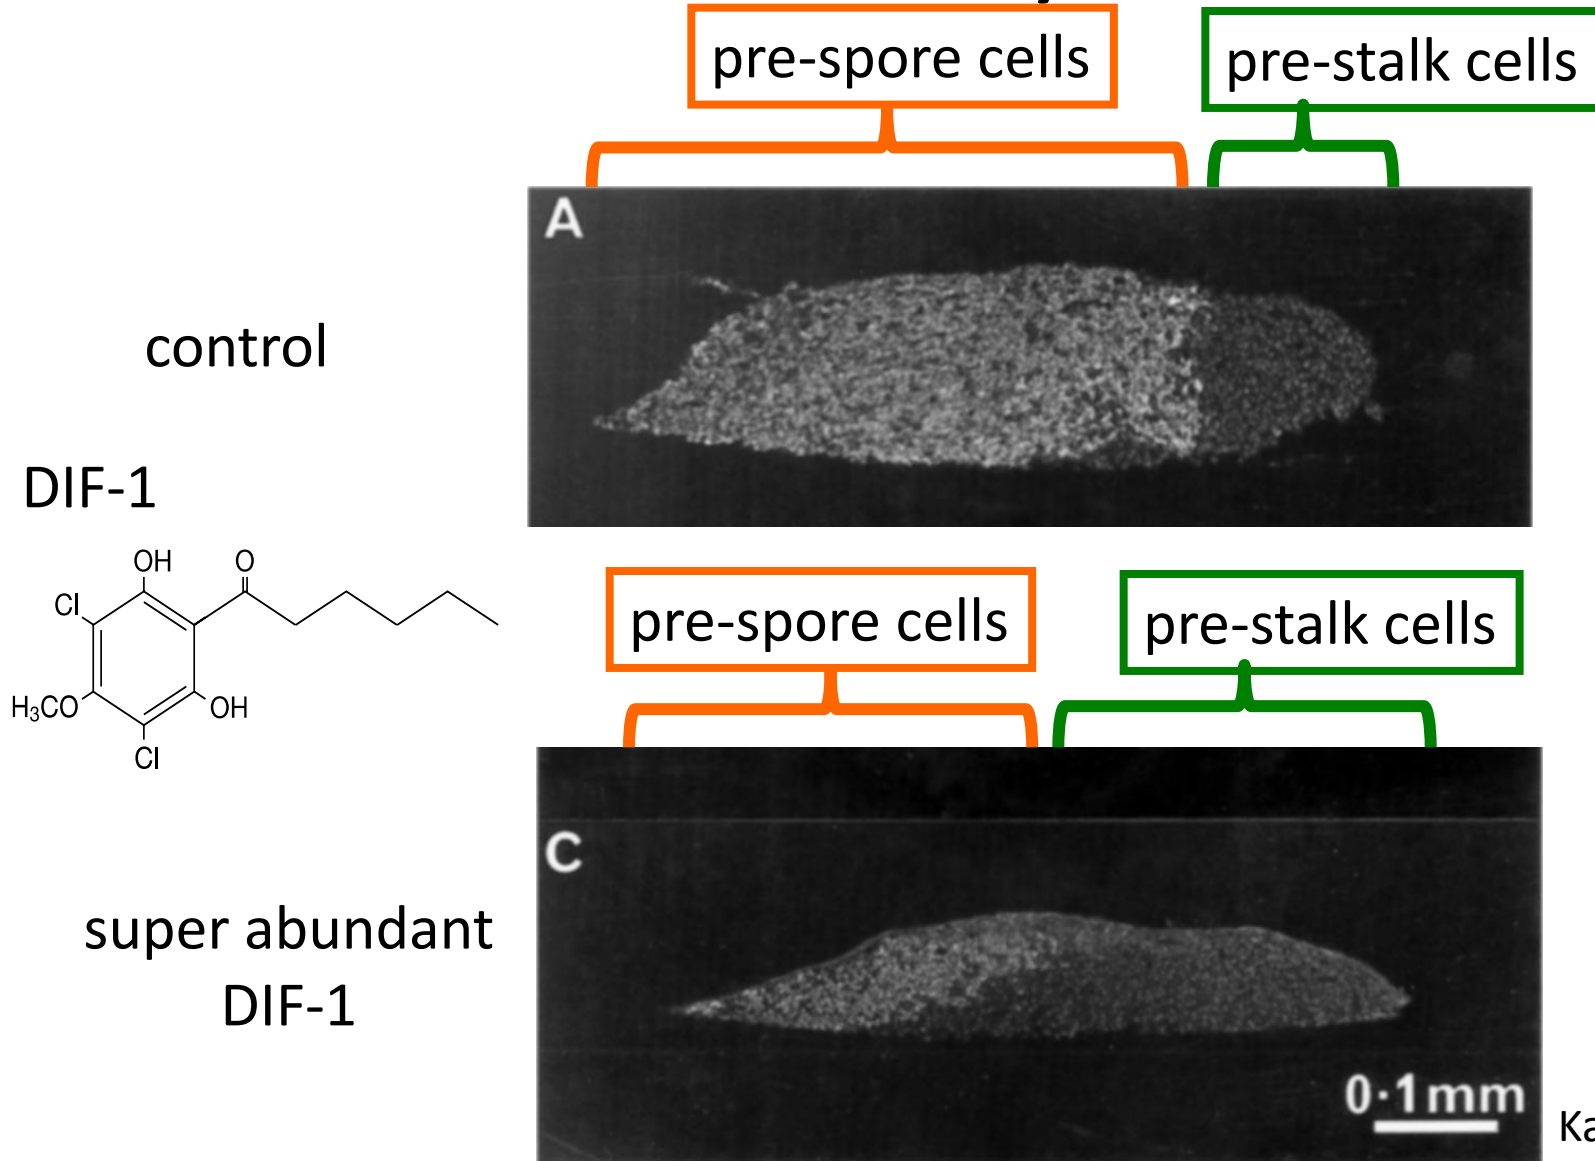 pre-spore cells
pre-stalk cells
A
control
DIF-1
OH
O
Cl
H₃CO
OH
Cl
pre-spore cells
pre-stalk cells
C
super abundant
DIF-1
0·1mm